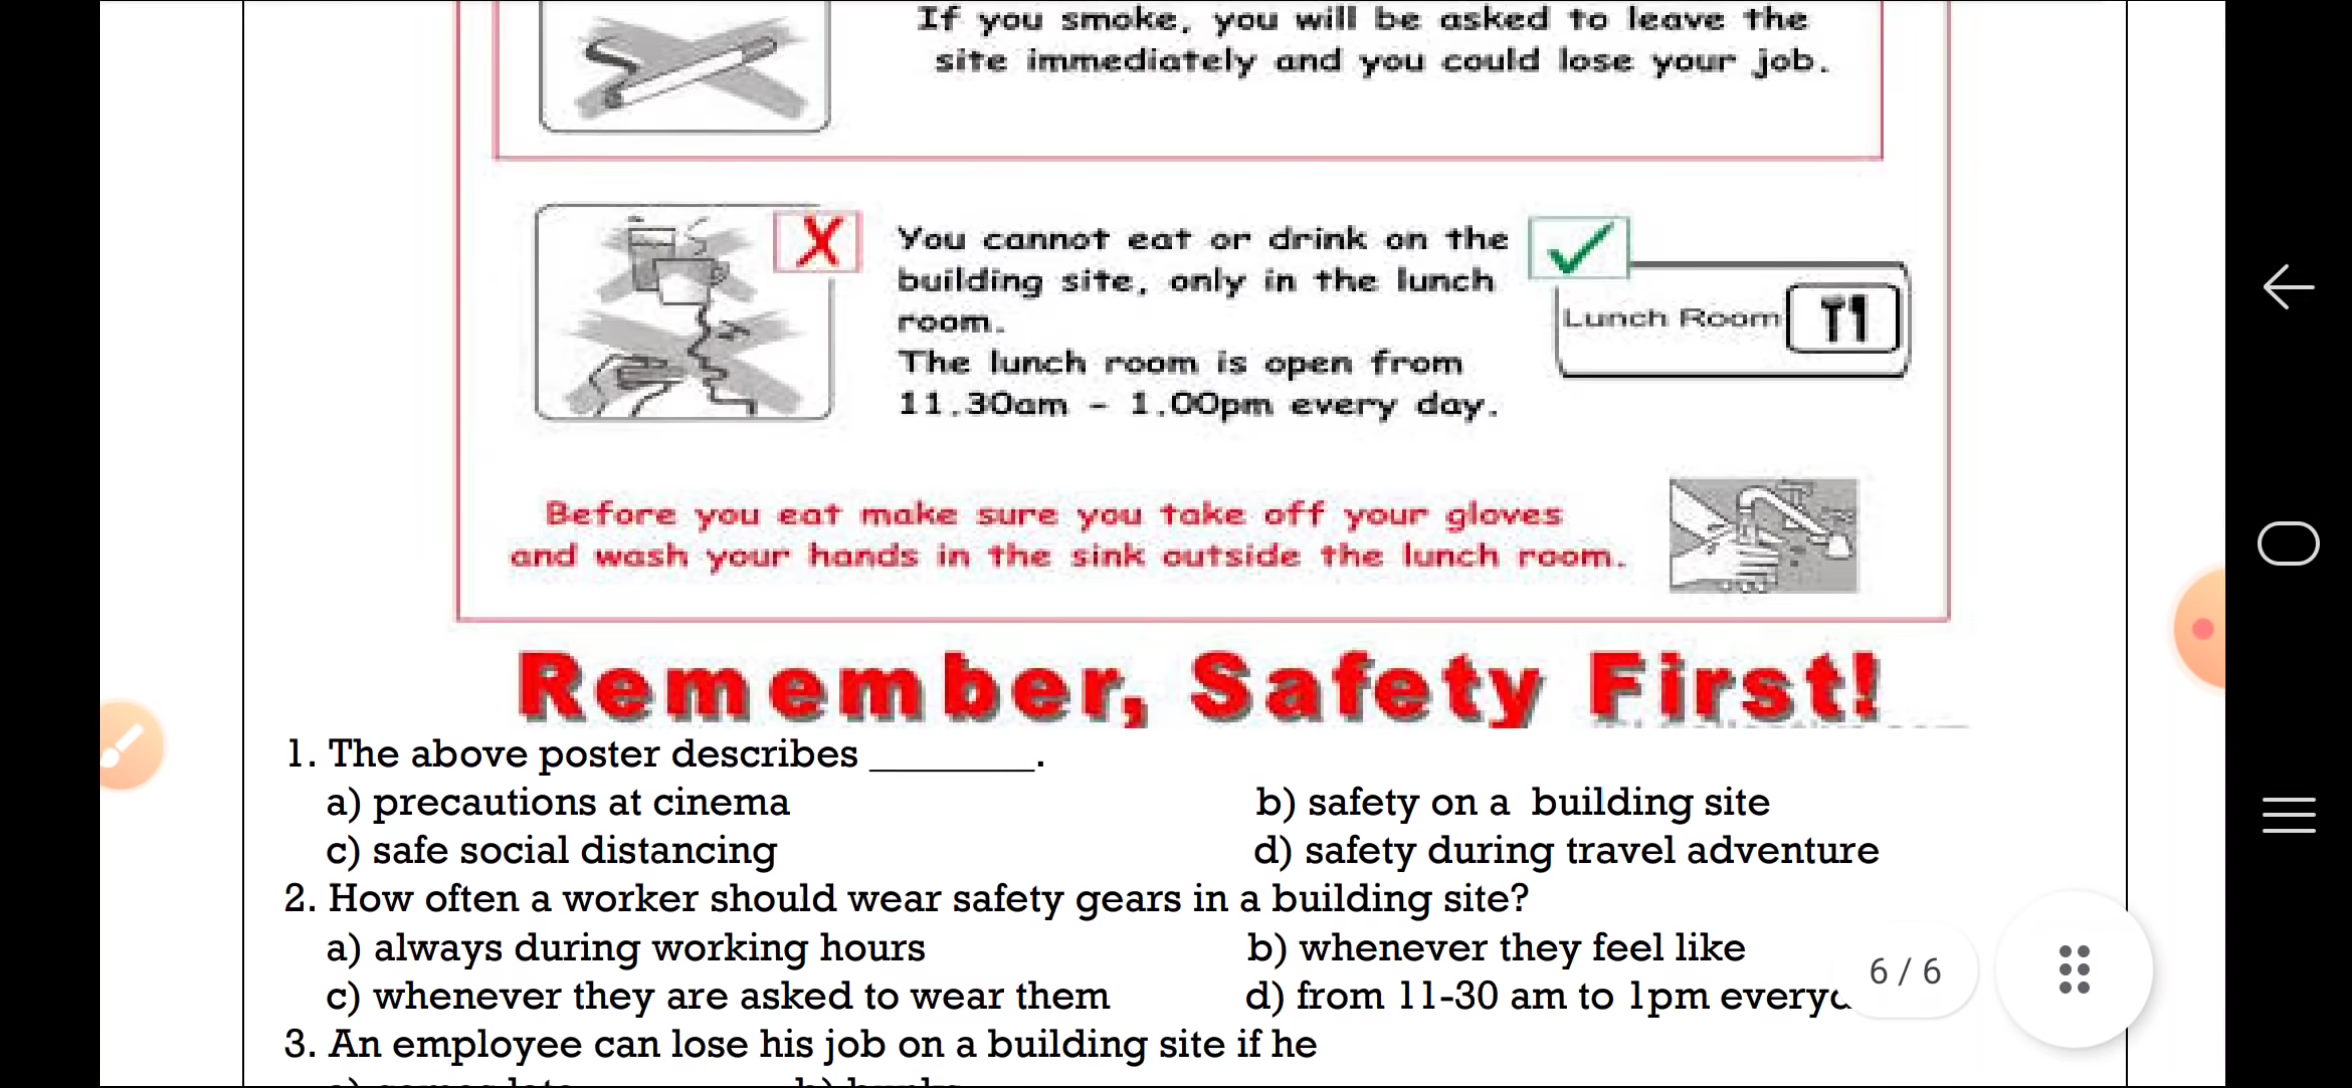 If you smoke, you will be asked to leave the
site immediately and you could lose your job.
X
You cannot eat or drink on the
building site, only in the lunch
room.
The lunch room is open from
11.30am - 1.00pm every day.
Lunch Room
Before you eat make sure you take off your gloves
and wash your hands in the sink outside the lunch room.
Remember, Safety First!
1. The above poster describes ________.
a) precautions at cinema b) safety on a building site
c) safe social distancing d) safety during travel adventure
2. How often a worker should wear safety gears in a building site?
a) always during working hours b) whenever they feel like
c) whenever they are asked to wear them d) from 11-30 am to 1pm
6 / 6
3. An employee can lose his job on a building site if he